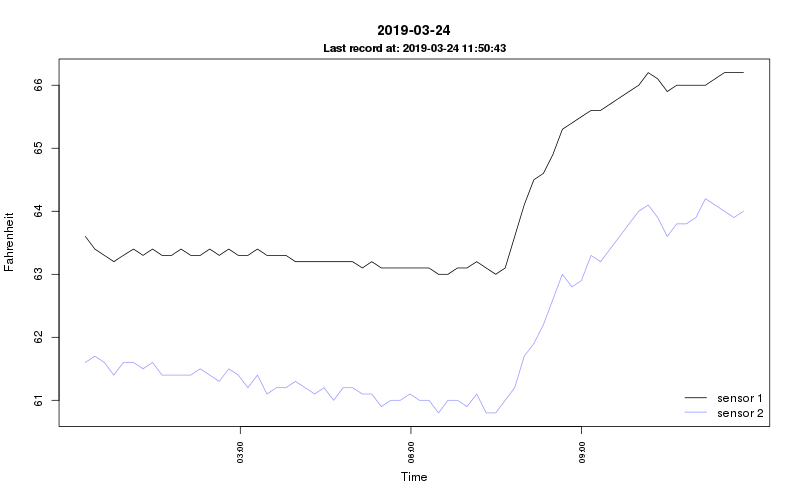 2019-03-24
Last record at: 2019-03-24 11:50:43
Fahrenheit
66
65
64
63
62
61
03:00
06:00
09:00
Time
sensor 1
sensor 2